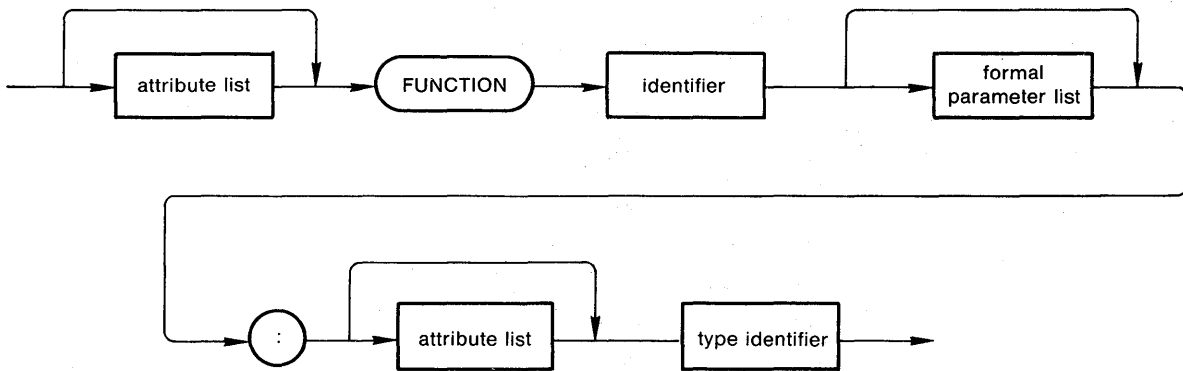 attribute list
FUNCTION
identifier
formal
parameter list
:
attribute list
type identifier